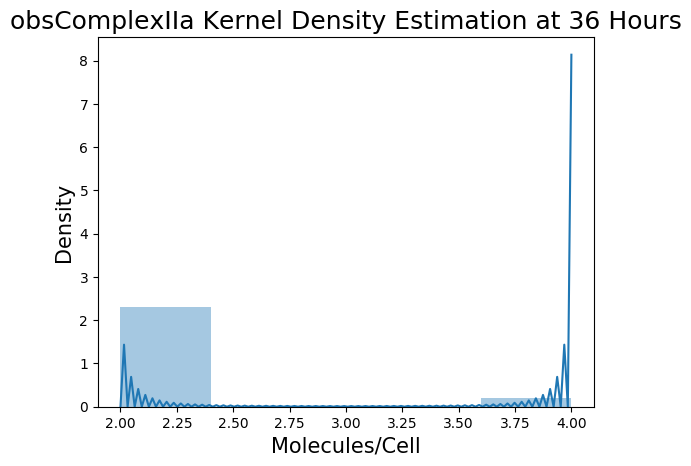 obsComplexIIa Kernel Density Estimation at 36 Hours
8
7
6
5
4
3
2
1
0
Density
2.00 2.25 2.50 2.75 3.00 3.25 3.50 3.75 4.00
Molecules/Cell